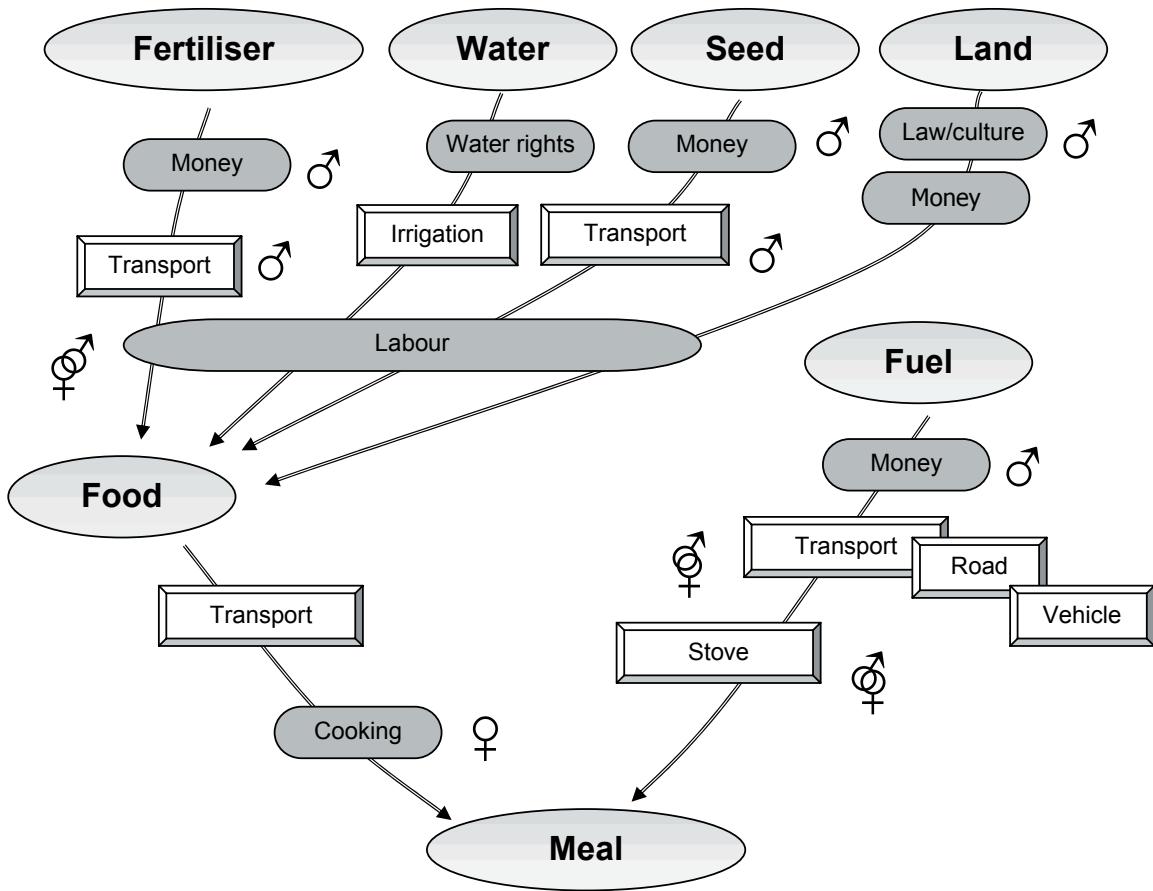 Fertiliser
Water
Seed
Land
Money
Water rights
Money
Law/culture
Money
Transport
Irrigation
Transport
Labour
Fuel
Money
Food
Transport
Road
Vehicle
Transport
Stove
Cooking
Meal